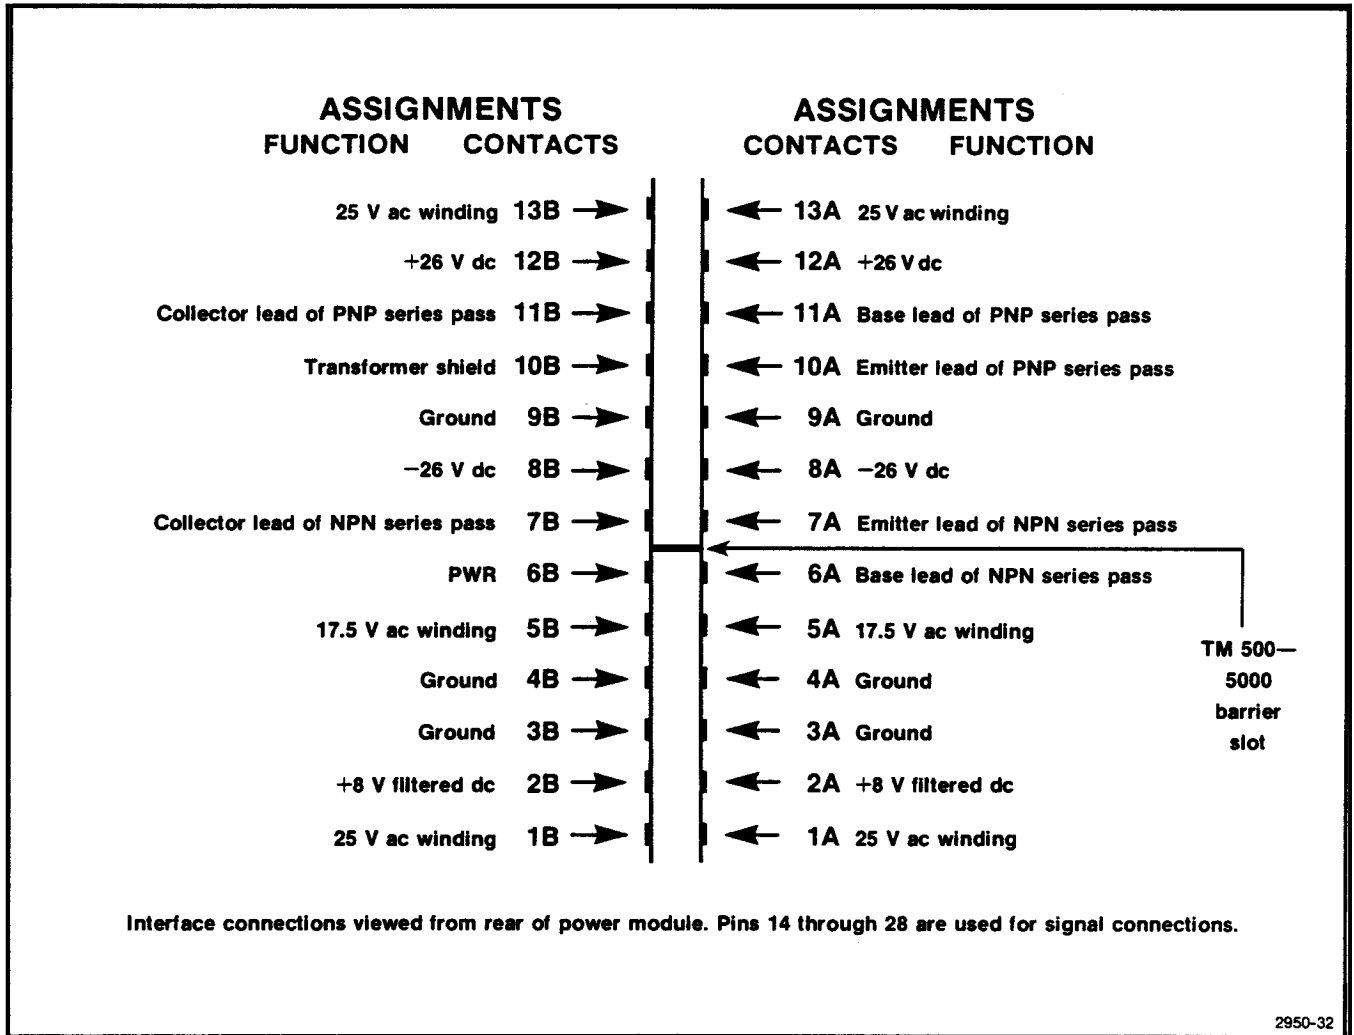 ASSIGNMENTS ASSIGNMENTS
FUNCTION CONTACTS CONTACTS FUNCTION
25 V ac winding 13B 13A 25 V ac winding
+26 V dc 12B 12A +26 V dc
Collector lead of PNP series pass 11B 11A Base lead of PNP series pass
Transformer shield 10B 10A Emitter lead of PNP series pass
Ground 9B 9A Ground
−26 V dc 8B 8A −26 V dc
Collector lead of NPN series pass 7B 7A Emitter lead of NPN series pass
PWR 6B 6A Base lead of NPN series pass
17.5 V ac winding 5B 5A 17.5 V ac winding
Ground 4B 4A Ground
Ground 3B 3A Ground
+8 V filtered dc 2B 2A +8 V filtered dc
25 V ac winding 1B 1A 25 V ac winding
TM 500—
5000
barrier
slot
Interface connections viewed from rear of power module. Pins 14 through 28 are used for signal connections.
2950-32